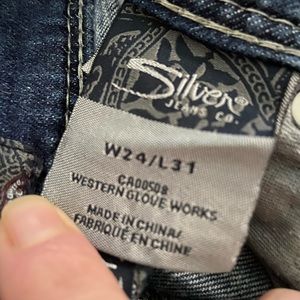 Silver®
JEANS CO.
W24/L31
CA00508
WESTERN GLOVE WORKS
MADE IN CHINA/
FABRIQUÉ EN CHINE